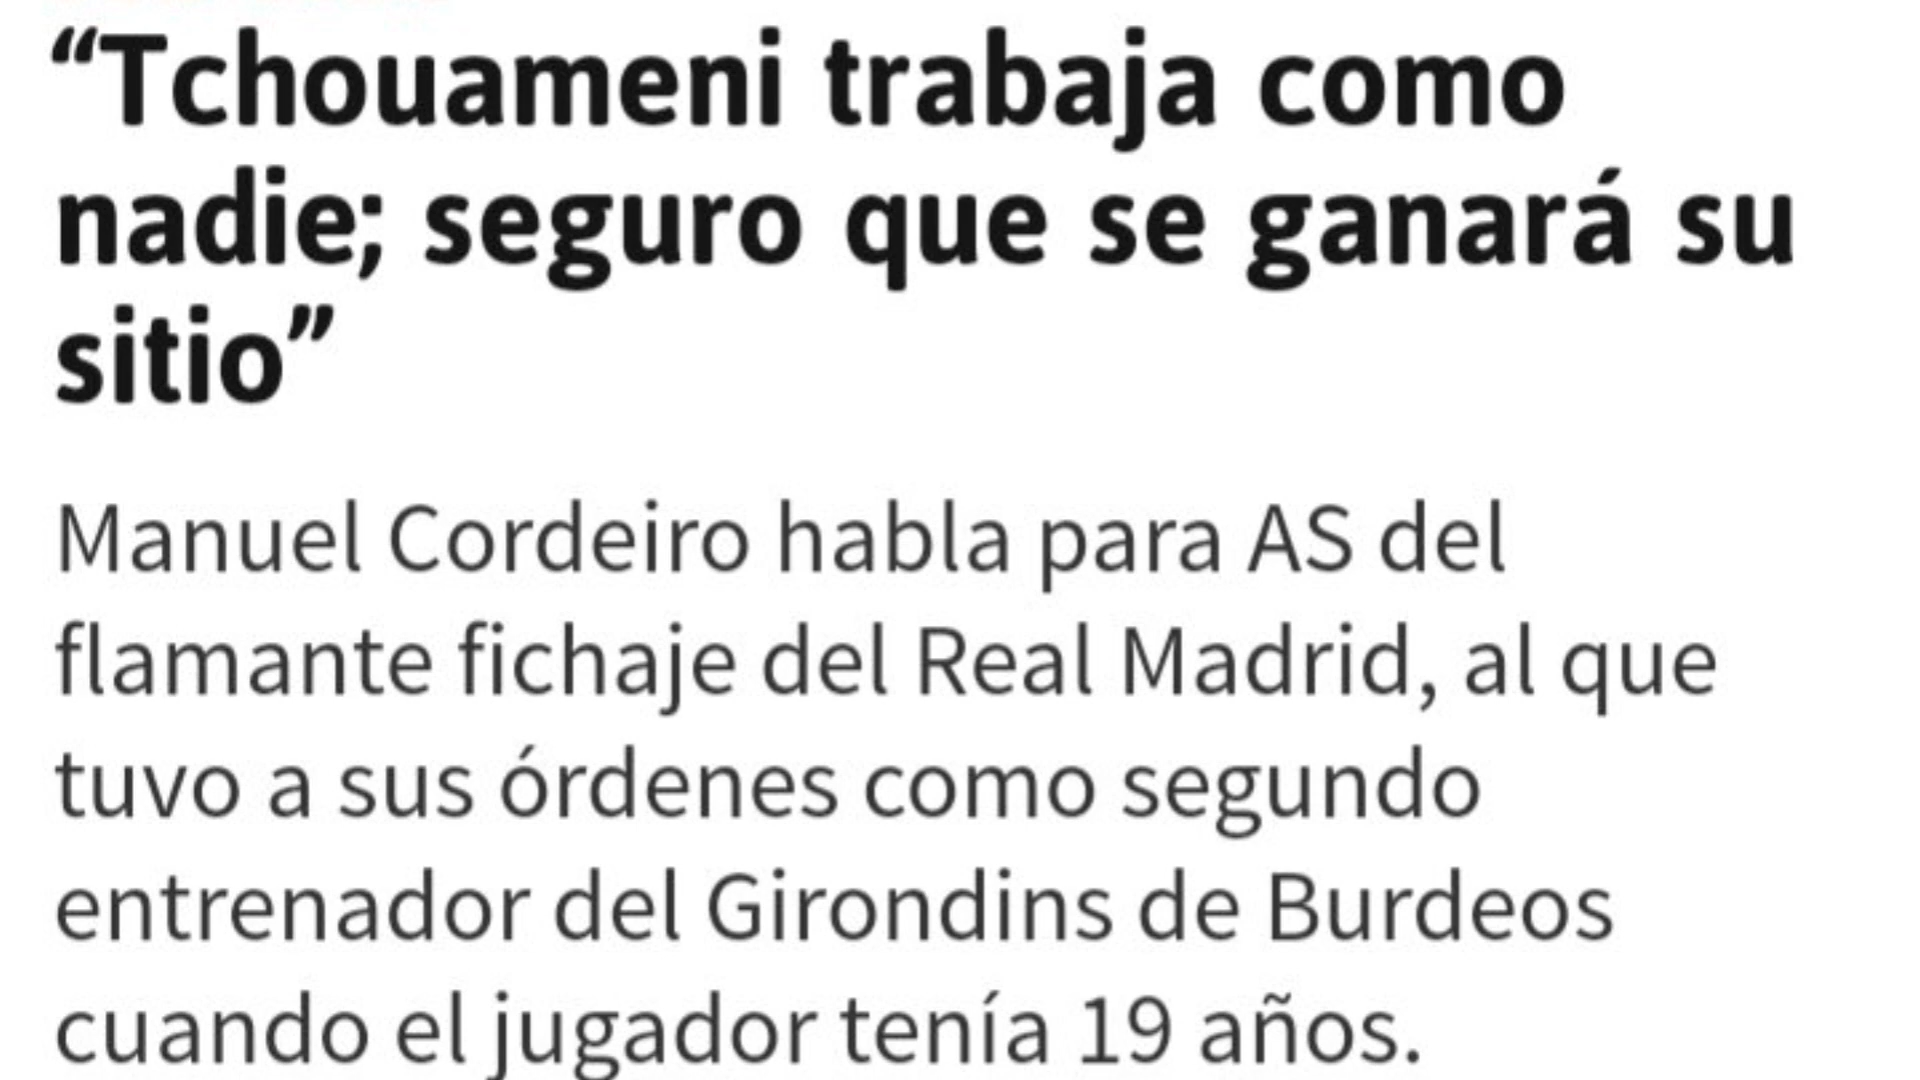 “Tchouameni trabaja como
nadie; seguro que se ganará su
sitio”
Manuel Cordeiro habla para AS del
flamante fichaje del Real Madrid, al que
tuvo a sus órdenes como segundo
entrenador del Girondins de Burdeos
cuando el jugador tenía 19 años.